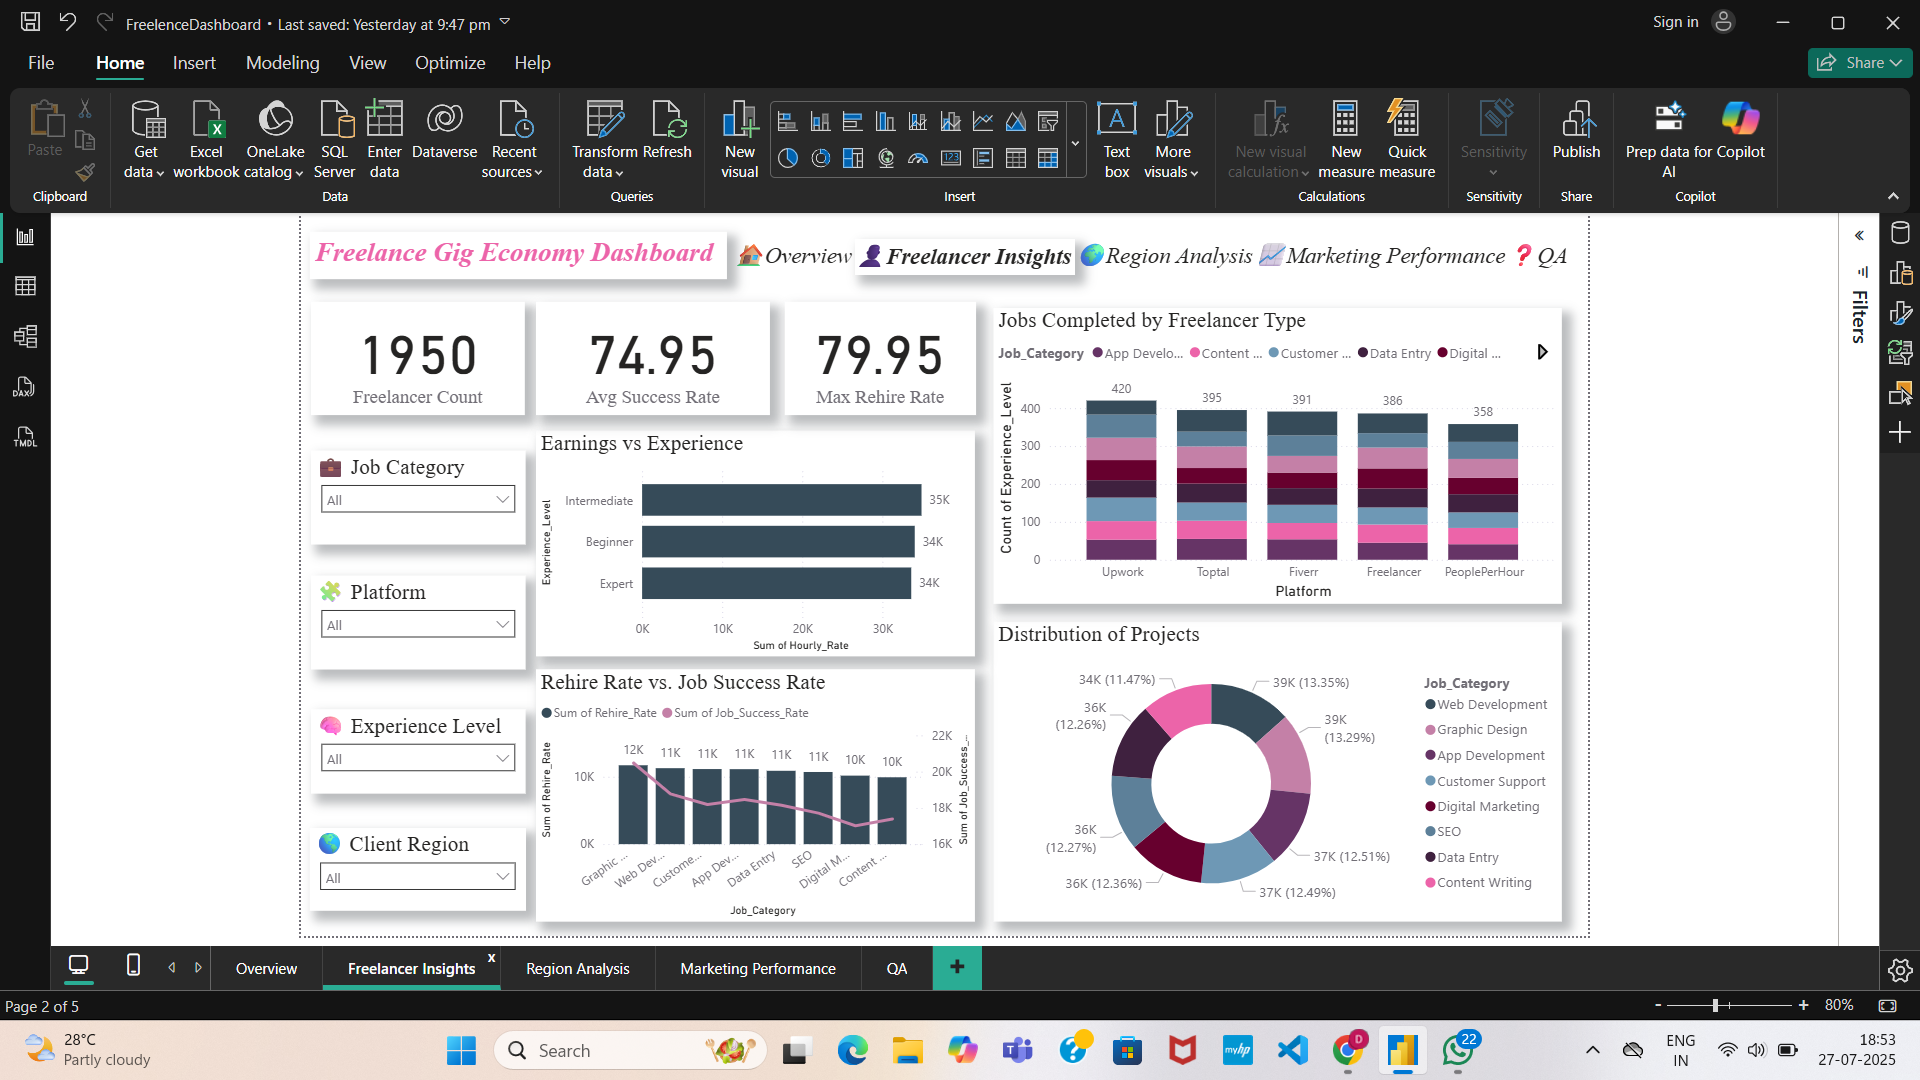 FreelenceDashboard • Last saved: Yesterday at 9:47 pm
Sign in
File Home Insert Modeling View Optimize Help
Share
Paste
Get data
Excel workbook
OneLake catalog
SQL Server
Enter data
Dataverse
Recent sources
Transform data
Refresh
New visual
Text box
More visuals
New visual calculation
New measure
Quick measure
Sensitivity
Publish
Prep data for AI
Copilot
Clipboard
Data
Queries
Insert
Calculations
Sensitivity
Share
Copilot
Freelance Gig Economy Dashboard
Overview
Freelancer Insights
Region Analysis
Marketing Performance
QA
Filters
1950
Freelancer Count
74.95
Avg Success Rate
79.95
Max Rehire Rate
Job Category
All
Platform
All
Experience Level
All
Client Region
All
Earnings vs Experience
Experience_Level
Intermediate 35K
Beginner 34K
Expert 34K
0K 10K 20K 30K
Sum of Hourly_Rate
Rehire Rate vs. Job Success Rate
Sum of Rehire_Rate Sum of Job_Success_Rate
Sum of Rehire_Rate
10K
0K
12K 11K 11K 11K 11K 11K 10K 10K
22K
20K
18K
16K
Sum of Job_Success_...
Graphic ... Web Dev... Custome... App Dev... Data Entry SEO Digital M... Content ...
Job_Category
Jobs Completed by Freelancer Type
Job_Category App Develo... Content ... Customer ... Data Entry Digital ...
Count of Experience_Level
400
300
200
100
0
420 395 391 386 358
Upwork Toptal Fiverr Freelancer PeoplePerHour
Platform
Distribution of Projects
39K (13.35%)
39K
(13.29%)
37K (12.51%)
37K (12.49%)
36K (12.36%)
36K
(12.27%)
36K
(12.26%)
34K (11.47%)
Job_Category
Web Development
Graphic Design
App Development
Customer Support
Digital Marketing
SEO
Data Entry
Content Writing
DAX
TMDL
Overview Freelancer Insights x Region Analysis Marketing Performance QA +
Page 2 of 5
- + 80%
28°C
Partly cloudy
Search
myhp
D
22
ENG
IN
18:53
27-07-2025